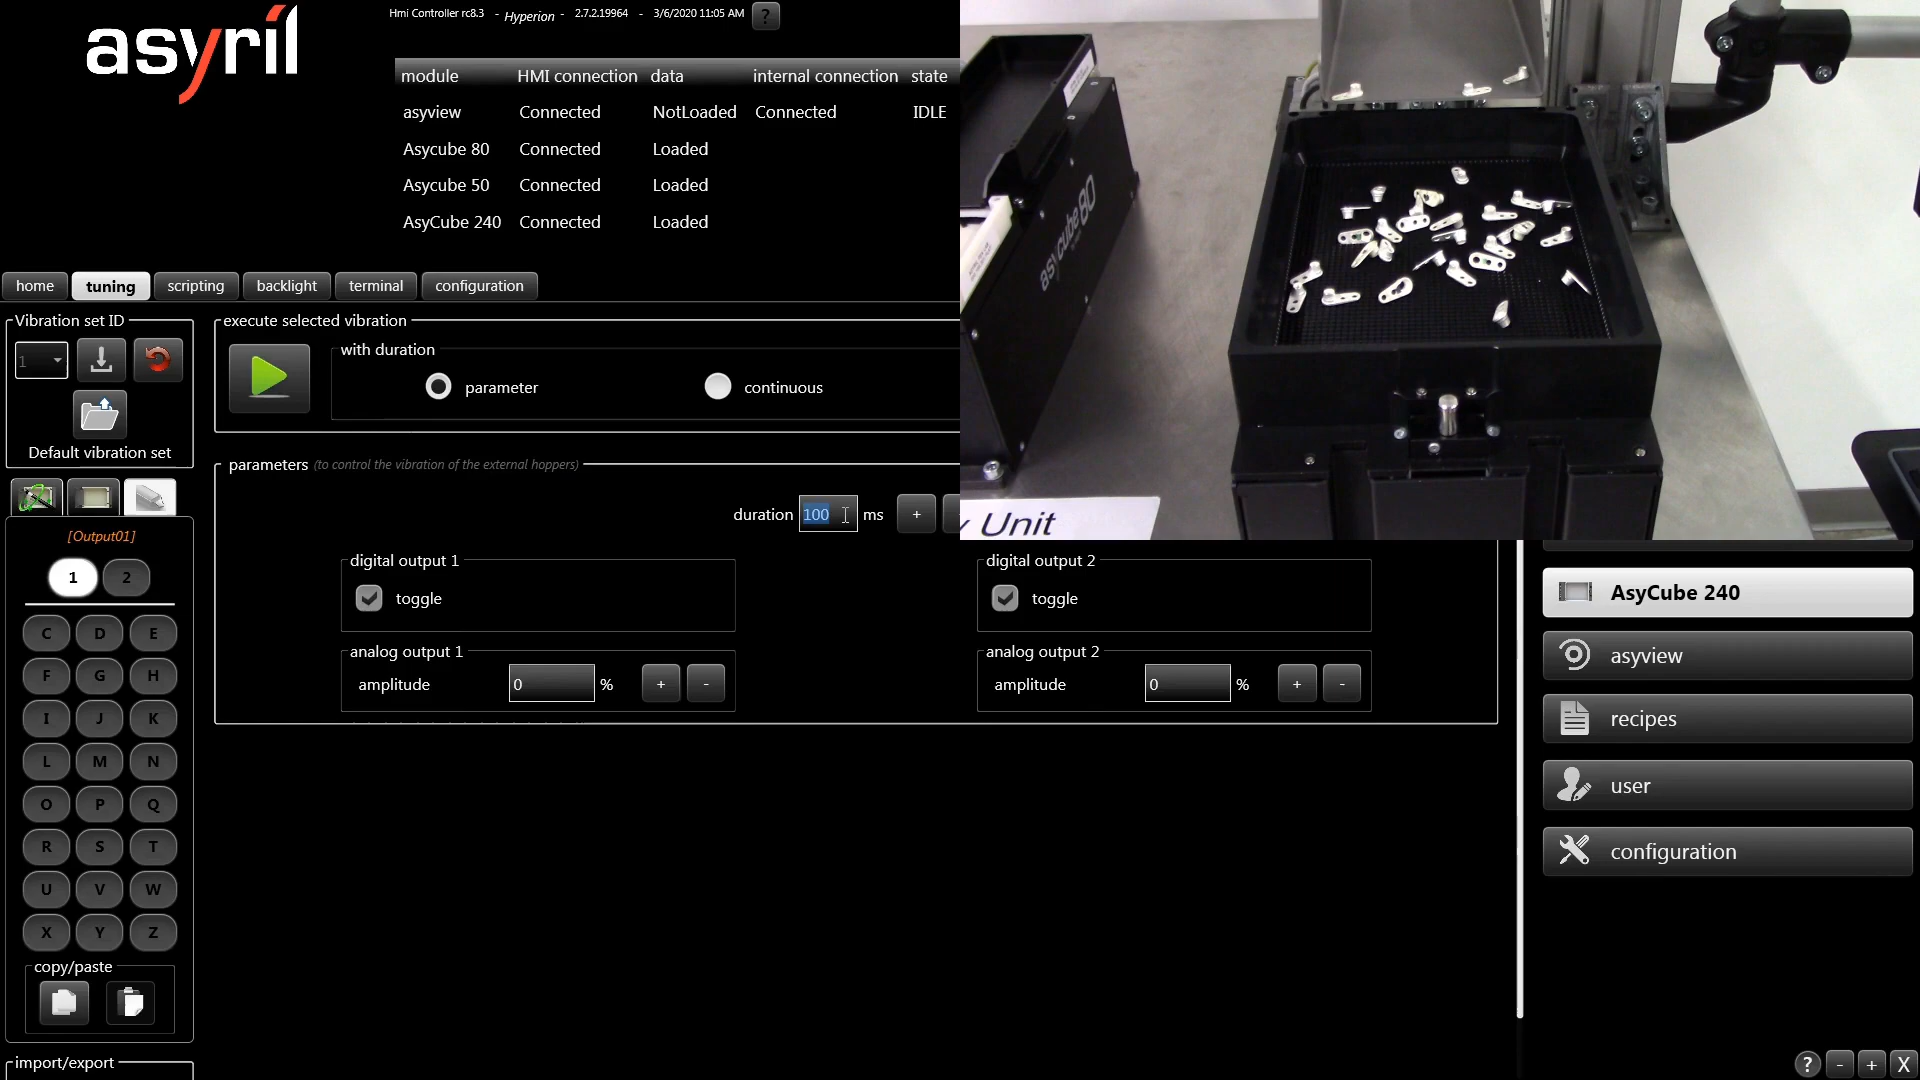 asyril
Hmi Controller rc8.3 - Hyperion - 2.7.2.19964 - 3/6/2020 11:05 AM ?
module HMI connection data internal connection state
asyview Connected NotLoaded Connected IDLE
Asycube 80 Connected Loaded
Asycube 50 Connected Loaded
AsyCube 240 Connected Loaded
home tuning scripting backlight terminal configuration
Vibration set ID
1
Default vibration set
execute selected vibration
with duration
parameter continuous
parameters (to control the vibration of the external hoppers)
duration 100 ms +
digital output 1
toggle
digital output 2
toggle
analog output 1
amplitude 0 % + -
analog output 2
amplitude 0 % + -
[Output01]
1 2
C D E
F G H
I J K
L M N
O P Q
R S T
U V W
X Y Z
copy/paste
import/export
asycube 80
Unit
AsyCube 240
asyview
recipes
user
configuration
? - + X